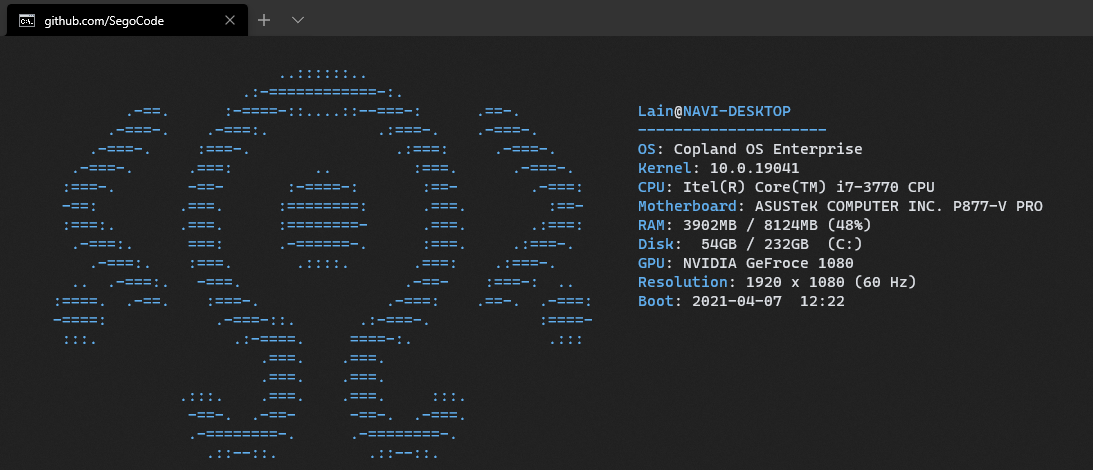 github.com/SegoCode
Lain@NAVI-DESKTOP
---------------------
OS: Copland OS Enterprise
Kernel: 10.0.19041
CPU: Itel(R) Core(TM) i7-3770 CPU
Motherboard: ASUSTeK COMPUTER INC. P877-V PRO
RAM: 3902MB / 8124MB (48%)
Disk:  54GB / 232GB  (C:)
GPU: NVIDIA GeFroce 1080
Resolution: 1920 x 1080 (60 Hz)
Boot: 2021-04-07  12:22